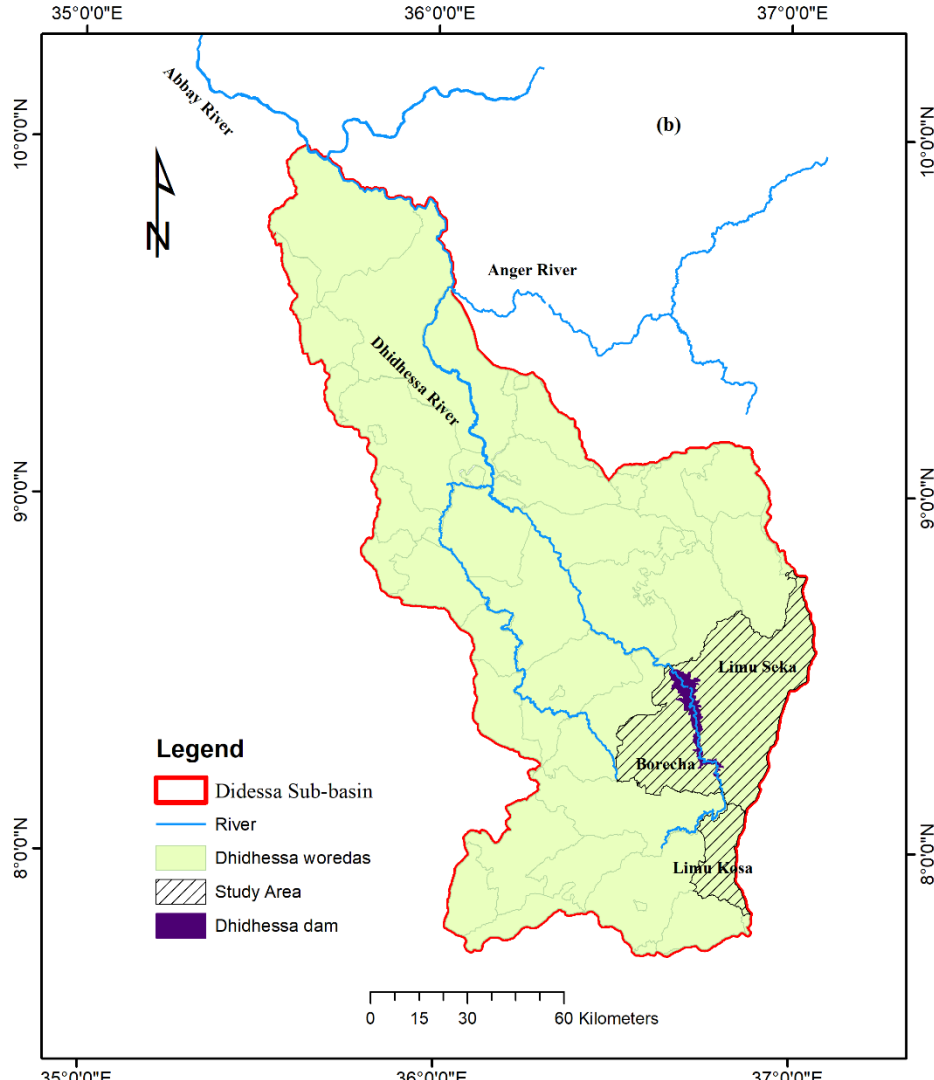 35°0'0"E 36°0'0"E 37°0'0"E
10°0'0"N
10°0'0"N
Abbay River
(b)
N
Anger River
Dhidhessa River
9°0'0"N
9°0'0"N
Limu Seka
Borecha
Limu Kosa
8°0'0"N
8°0'0"N
Legend
Didessa Sub-basin
River
Dhidhessa woredas
Study Area
Dhidhessa dam
0 15 30 60 Kilometers
35°0'0"E 36°0'0"E 37°0'0"E